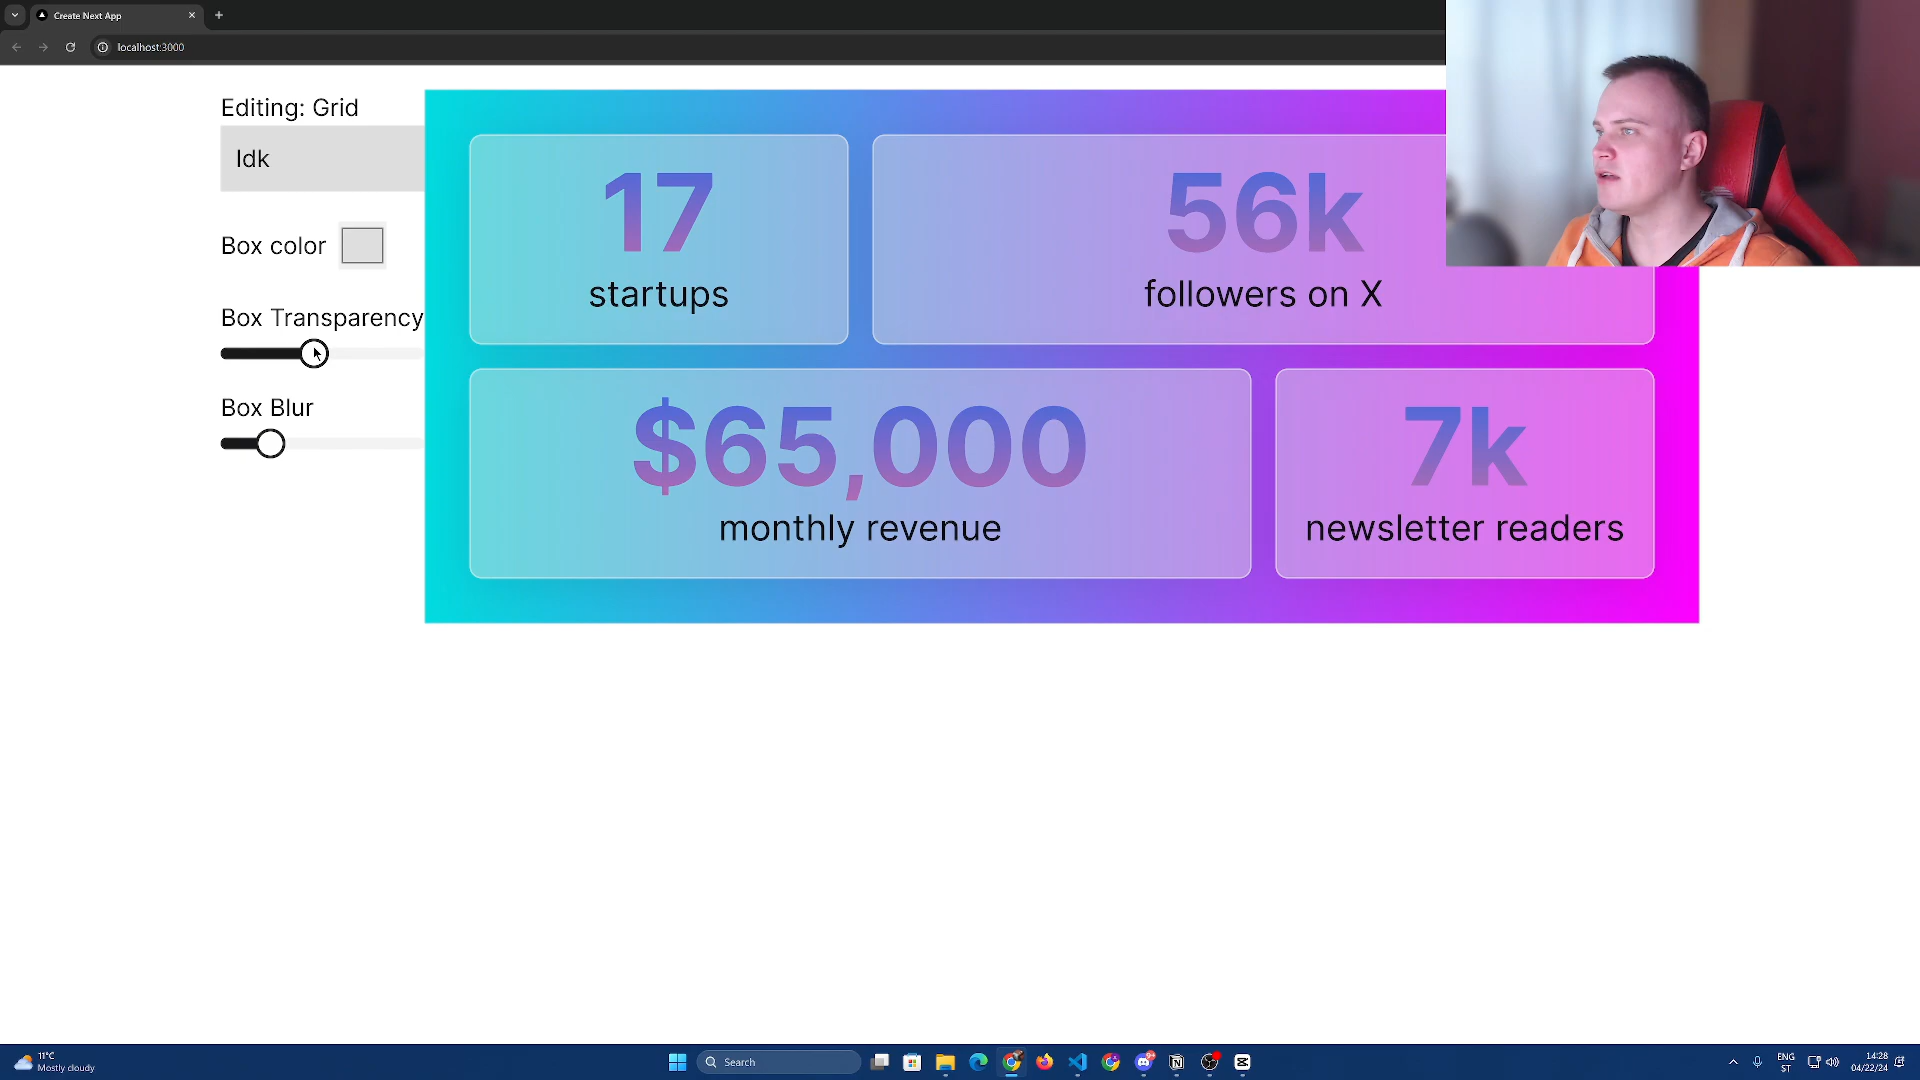 Create Next App
localhost:3000
Editing: Grid
Idk
Box color
Box Transparency
Box Blur
17
startups
56k
followers on X
$65,000
monthly revenue
7k
newsletter readers
11°C
Mostly cloudy
Search
ENG
ST
14:28
04/22/24